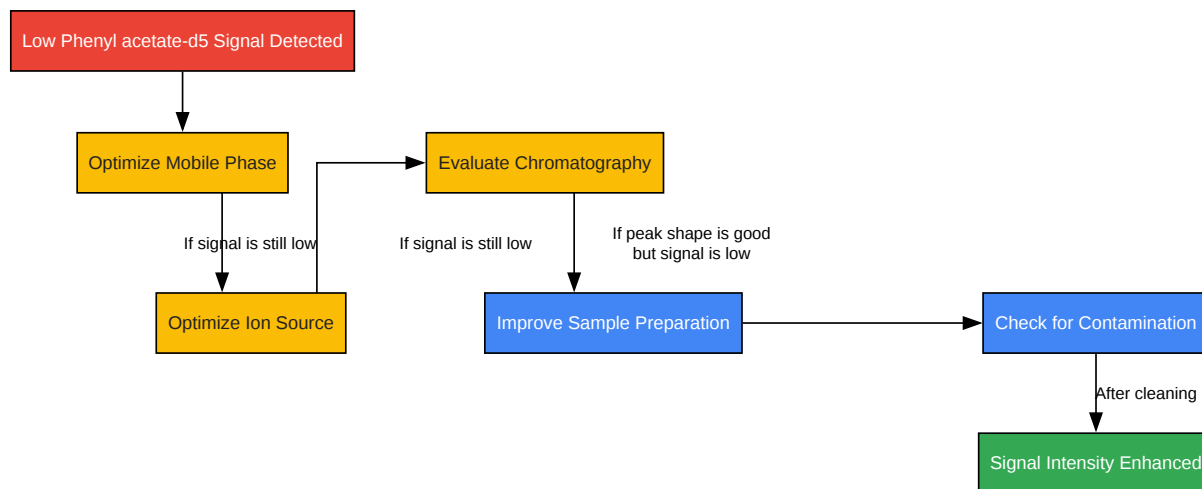 Low Phenyl acetate-d5 Signal Detected
Optimize Mobile Phase
Evaluate Chromatography
If signal is still low
If signal is still low
If peak shape is good
but signal is low
Optimize Ion Source
Improve Sample Preparation
Check for Contamination
After cleaning
Signal Intensity Enhanced